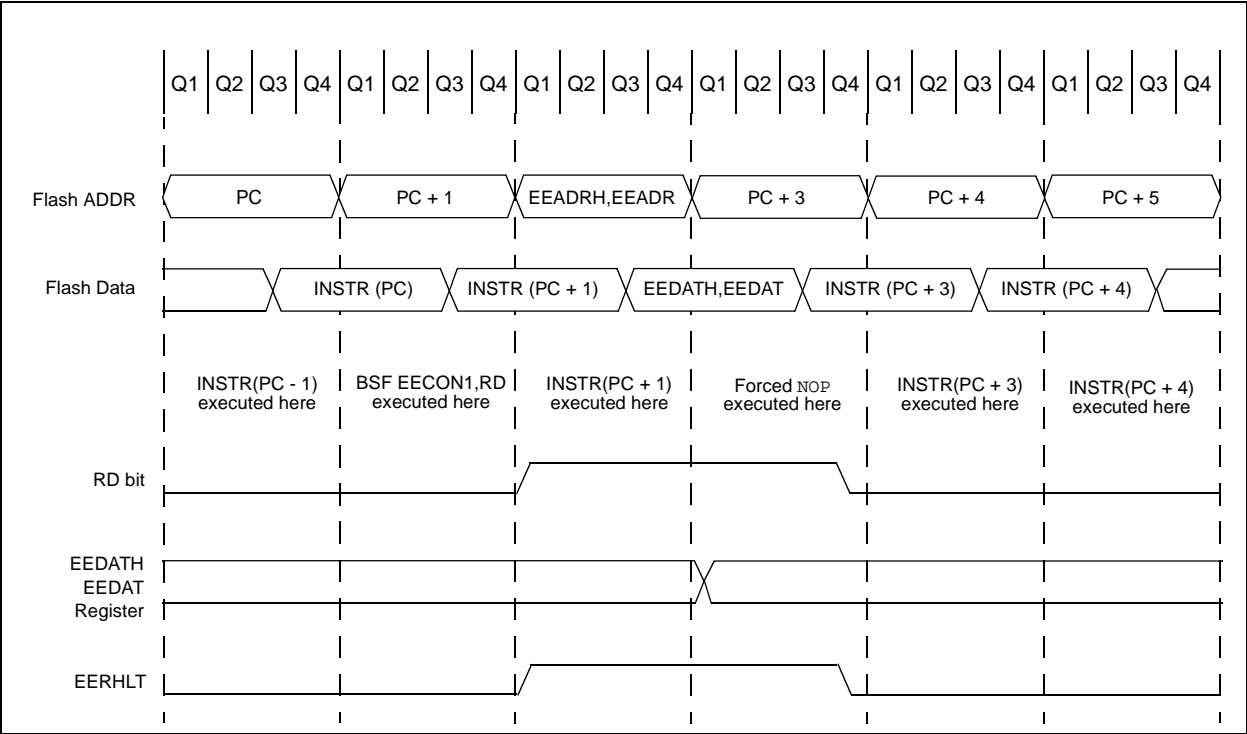 Q1 Q2 Q3 Q4 Q1 Q2 Q3 Q4 Q1 Q2 Q3 Q4 Q1 Q2 Q3 Q4 Q1 Q2 Q3 Q4 Q1 Q2 Q3 Q4
Flash ADDR PC PC + 1 EEADRH,EEADR PC + 3 PC + 4 PC + 5
Flash Data INSTR (PC) INSTR (PC + 1) EEDATH,EEDAT INSTR (PC + 3) INSTR (PC + 4)
INSTR(PC - 1) BSF EECON1,RD INSTR(PC + 1) Forced NOP INSTR(PC + 3) INSTR(PC + 4)
executed here executed here executed here executed here executed here executed here
RD bit
EEDATH
EEDAT
Register
EERHLT